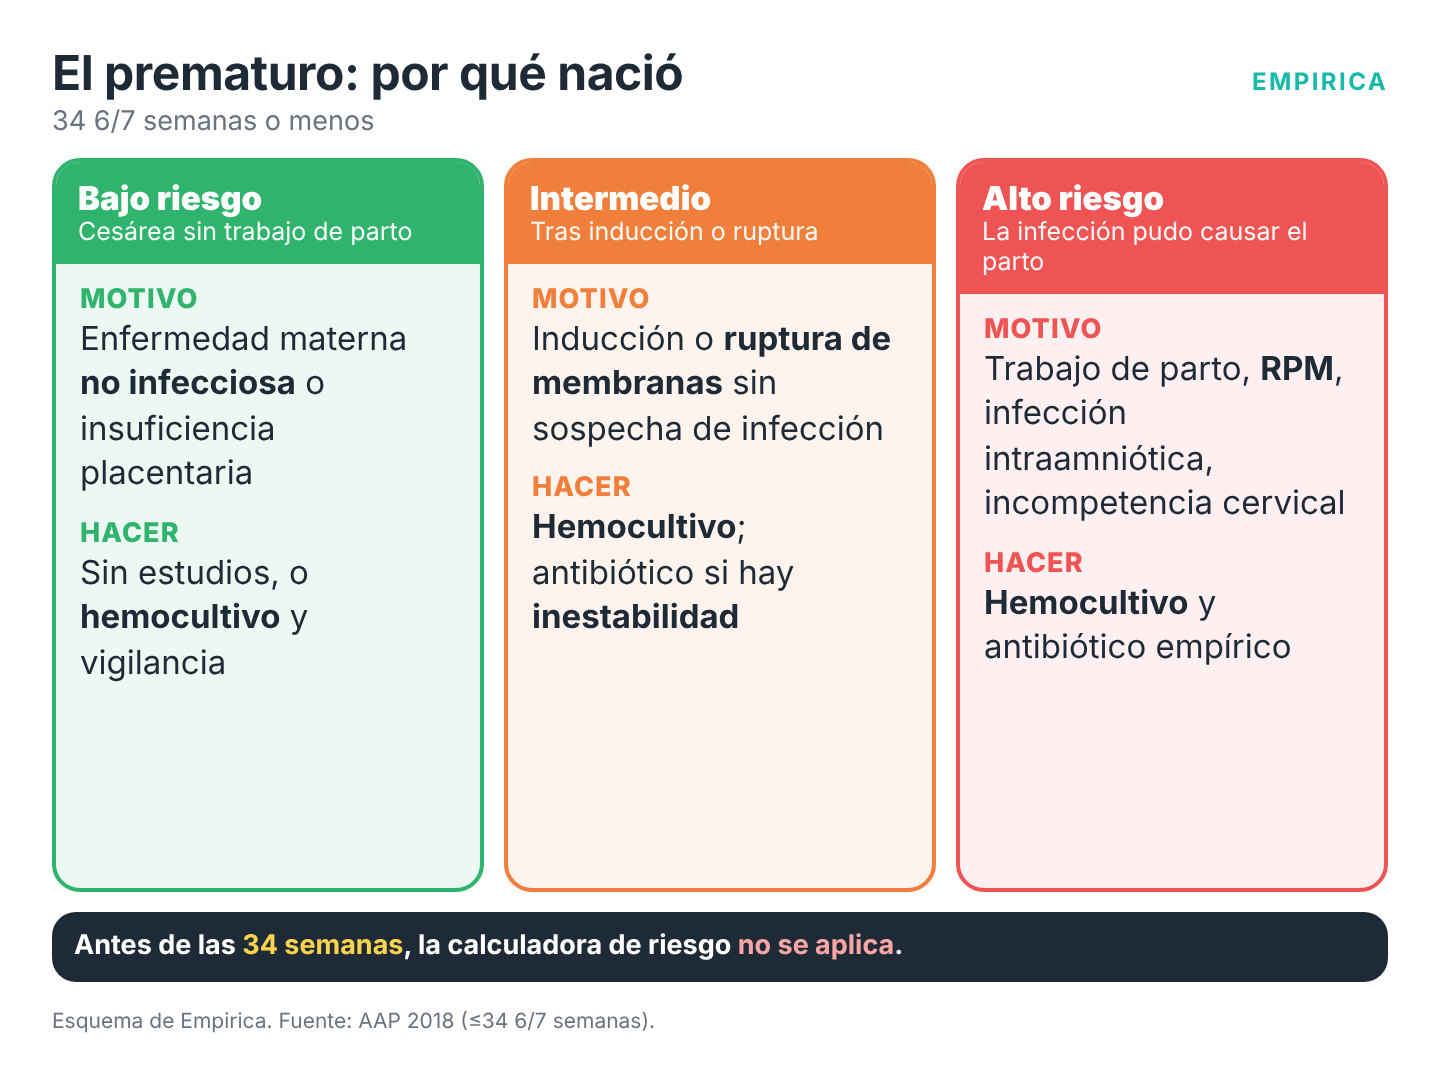 El prematuro: por qué nació
EMPIRICA
34 6/7 semanas o menos
Bajo riesgo
Cesárea sin trabajo de parto
MOTIVO
Enfermedad materna
no infecciosa o
insuficiencia
placentaria
HACER
Sin estudios, o
hemocultivo y
vigilancia
Intermedio
Tras inducción o ruptura
MOTIVO
Inducción o ruptura de
membranas sin
sospecha de infección
HACER
Hemocultivo;
antibiótico si hay
inestabilidad
Alto riesgo
La infección pudo causar el
parto
MOTIVO
Trabajo de parto, RPM,
infección
intraamniótica,
incompetencia cervical
HACER
Hemocultivo y
antibiótico empírico
Antes de las 34 semanas, la calculadora de riesgo no se aplica.
Esquema de Empirica. Fuente: AAP 2018 (≤34 6/7 semanas).